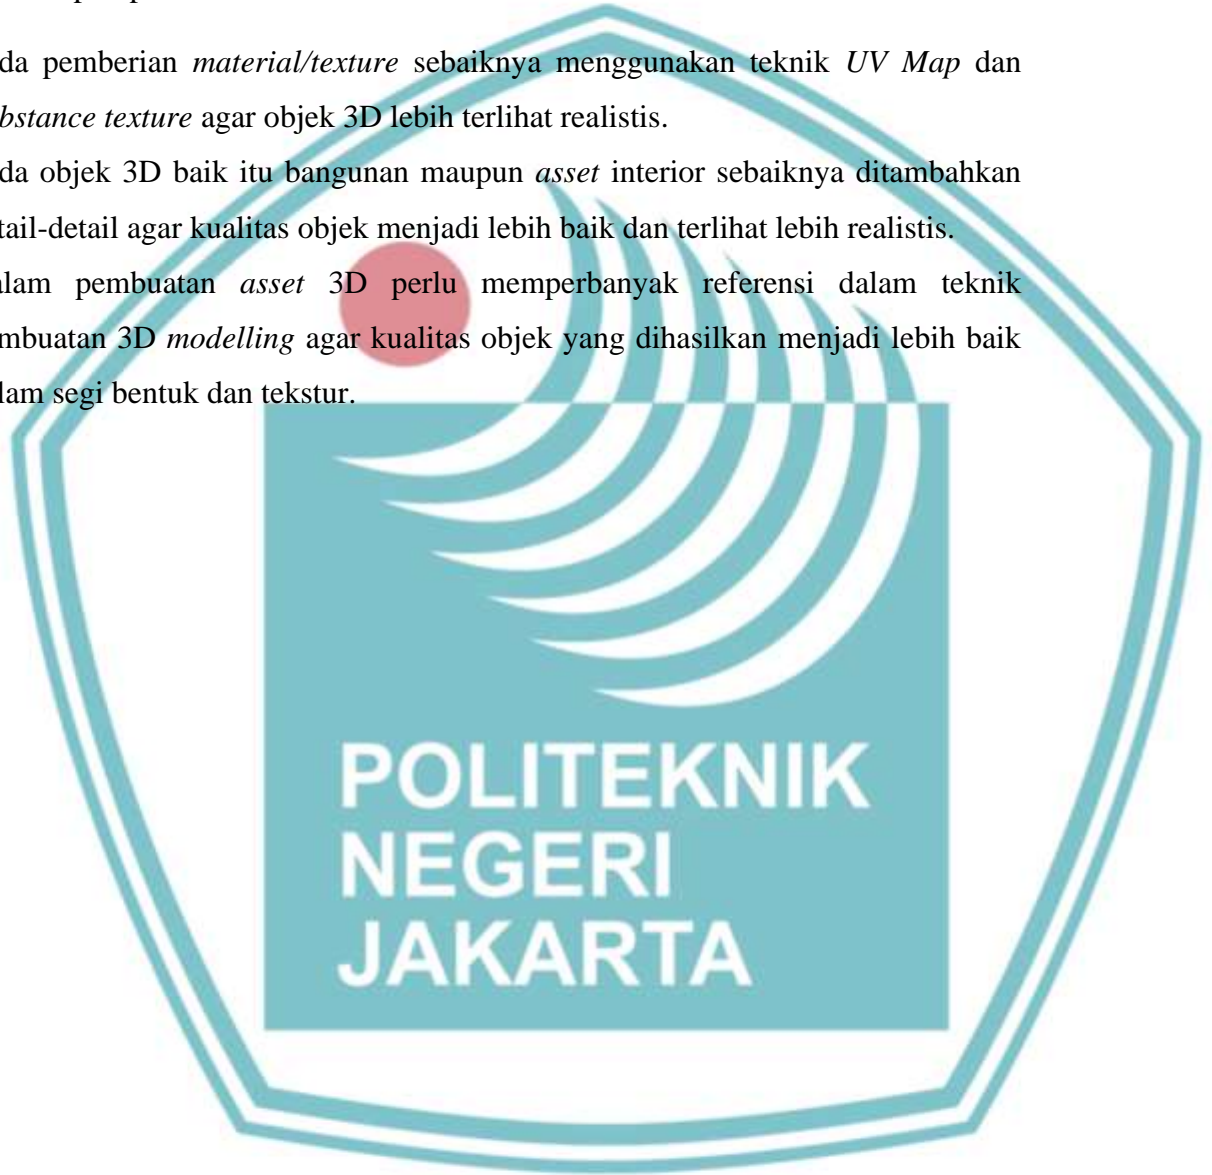 da pemberian material/texture sebaiknya menggunakan teknik UV Map dan
bstance texture agar objek 3D lebih terlihat realistis.
da objek 3D baik itu bangunan maupun asset interior sebaiknya ditambahkan
tail-detail agar kualitas objek menjadi lebih baik dan terlihat lebih realistis.
alam pembuatan asset 3D perlu memperbanyak referensi dalam teknik
mbuatan 3D modelling agar kualitas objek yang dihasilkan menjadi lebih baik
lam segi bentuk dan tekstur.
POLITEKNIK
NEGERI
JAKARTA